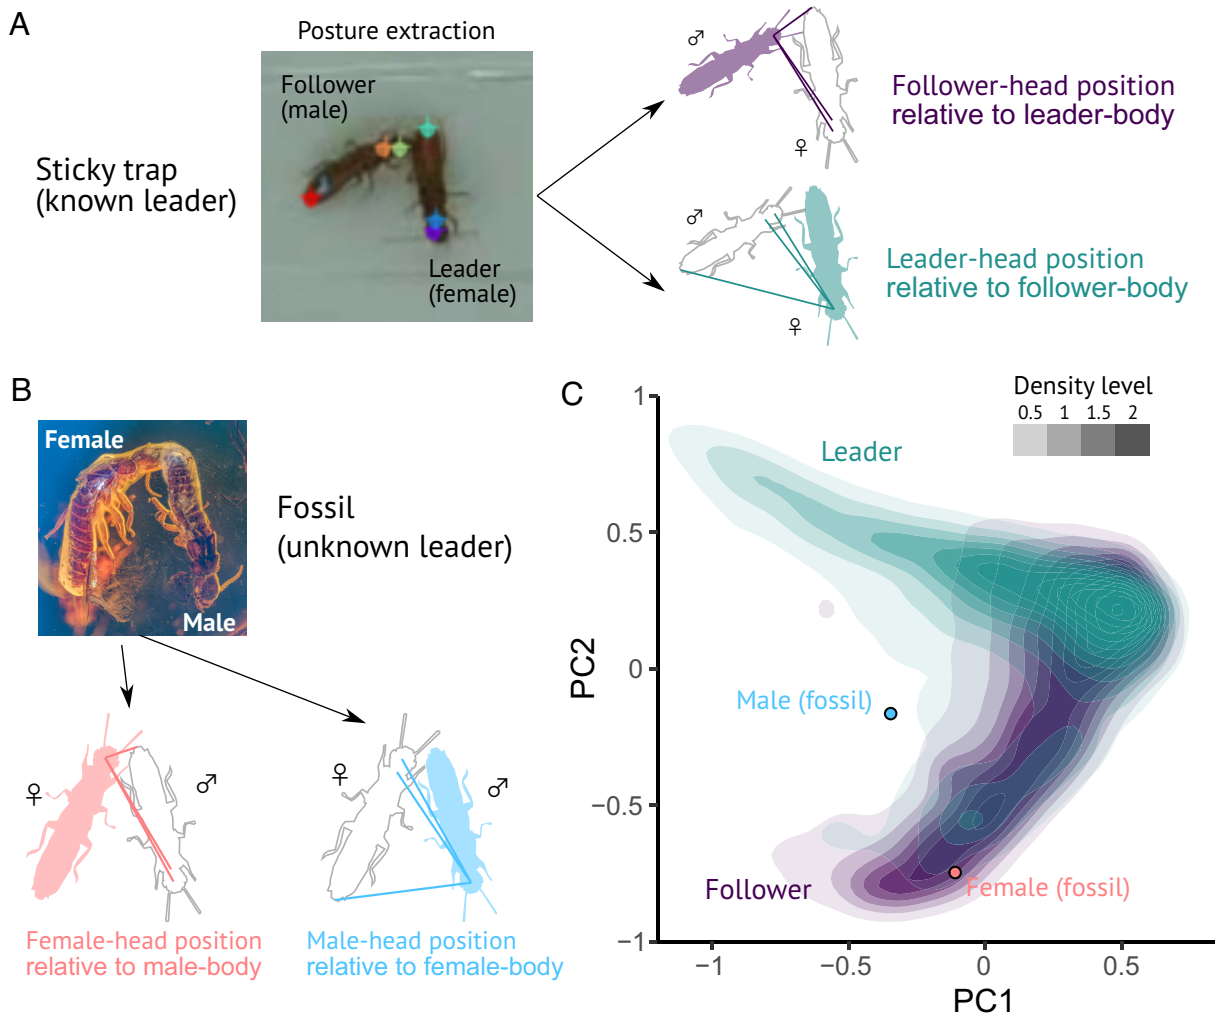 A
Posture extraction
Follower
(male)
Leader
(female)
Sticky trap
(known leader)
♂
♀
Follower-head position
relative to leader-body
♂
♀
Leader-head position
relative to follower-body
B
Female
Male
Fossil
(unknown leader)
♀
♂
Female-head position
relative to male-body
♀
♂
Male-head position
relative to female-body
C
Density level
0.5 1 1.5 2
Leader
Male (fossil)
Follower
Female (fossil)
PC2
1
0.5
0
−0.5
−1
−1 −0.5 0 0.5
PC1